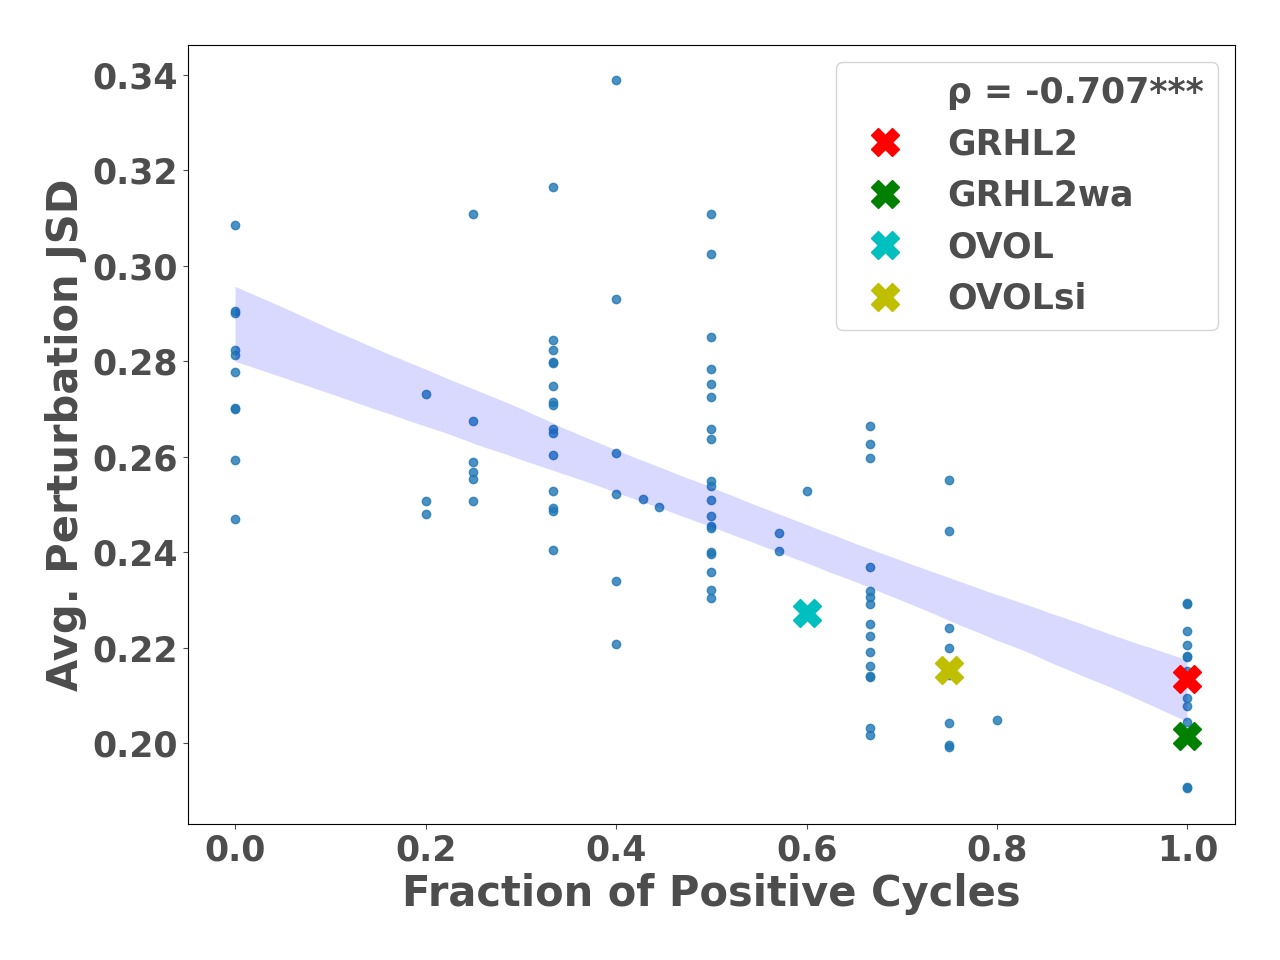 ρ = -0.707***
GRHL2
GRHL2wa
OVOL
OVOLsi
Avg. Perturbation JSD
0.34
0.32
0.30
0.28
0.26
0.24
0.22
0.20
0.0 0.2 0.4 0.6 0.8 1.0
Fraction of Positive Cycles